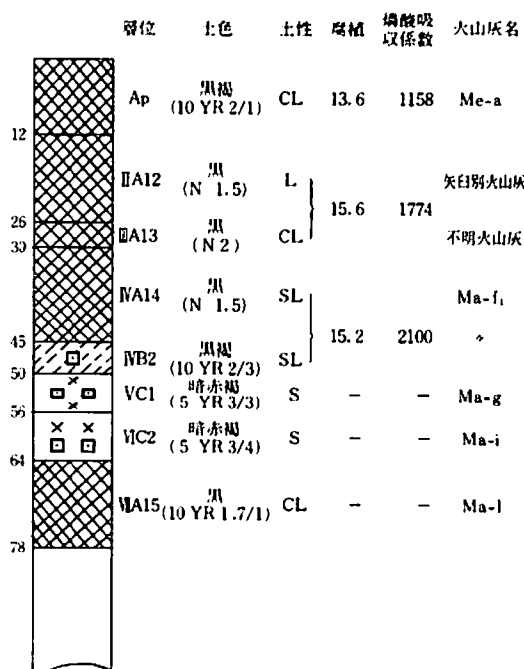 層位 土色 土性 腐植 燐酸吸収係数 火山灰名
Ap 黒褐 (10 YR 2/1) CL 13.6 1158 Me-a
12
ⅡA12 黒 (N 1.5) L 矢臼別火山灰
15.6 1774
26
ⅢA13 黒 (N 2) CL 不明火山灰
30
ⅣA14 黒 (N 1.5) SL Ma-f₁
15.2 2100 〃
45
ⅣB2 黒褐 (10 YR 2/3) SL
50
ⅤC1 暗赤褐 (5 YR 3/3) S － － Ma-g
56
ⅥC2 暗赤褐 (5 YR 3/4) S － － Ma-i
64
ⅦA15 黒 (10 YR 1.7/1) CL － － Ma-l
78